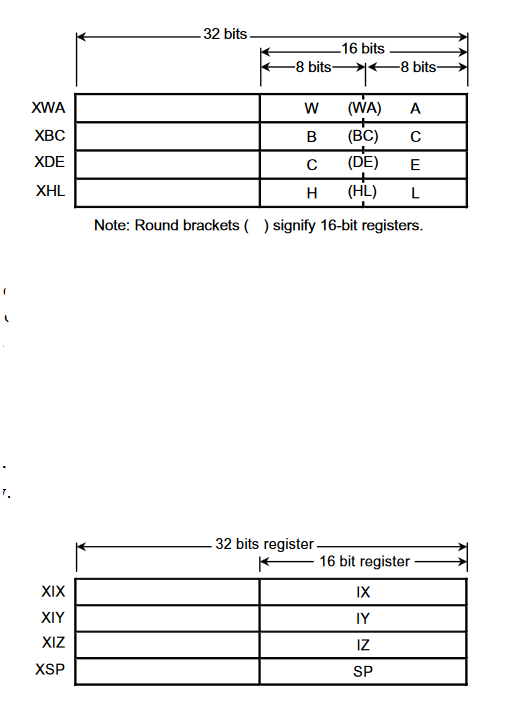 32 bits
16 bits
8 bits 8 bits
XWA W (WA) A
XBC B (BC) C
XDE C (DE) E
XHL H (HL) L
Note: Round brackets ( ) signify 16-bit registers.
32 bits register
16 bit register
XIX IX
XIY IY
XIZ IZ
XSP SP